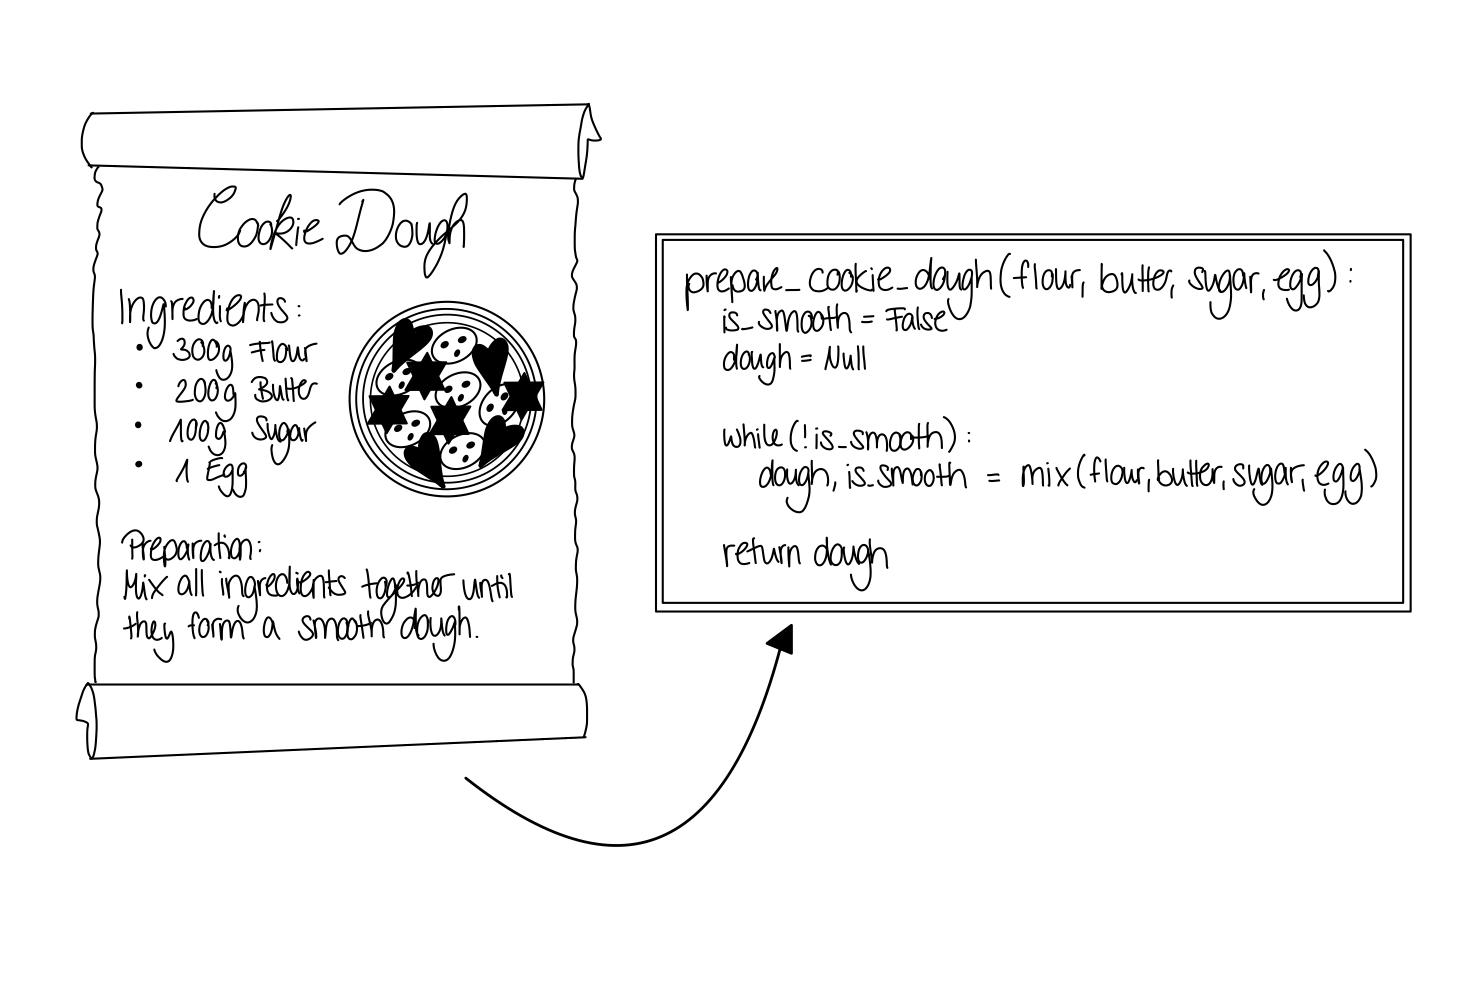 Cookie Dough
Ingredients:
• 300g Flour
• 200g Butter
• 100g Sugar
• 1 Egg
Preparation:
Mix all ingredients together until
they form a smooth dough.
prepare_cookie_dough(flour, butter, sugar, egg):
is_smooth = False
dough = Null
while(!is_smooth):
dough, is_smooth = mix(flour, butter, sugar, egg)
return dough